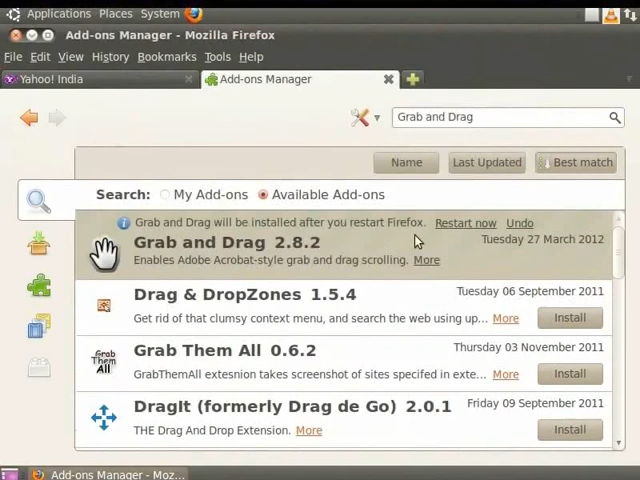 Applications Places System
Add-ons Manager - Mozilla Firefox
File Edit View History Bookmarks Tools Help
Yahoo! India
Add-ons Manager
Grab and Drag
Name Last Updated Best match
Search: My Add-ons Available Add-ons
Grab and Drag will be installed after you restart Firefox. Restart now Undo
Grab and Drag 2.8.2 Tuesday 27 March 2012
Enables Adobe Acrobat-style grab and drag scrolling. More
Drag & DropZones 1.5.4 Tuesday 06 September 2011
Get rid of that clumsy context menu, and search the web using up... More Install
Grab Them All 0.6.2 Thursday 03 November 2011
Grab Them All
GrabThemAll extesnion takes screenshot of sites specifed in exte... More Install
DragIt (formerly Drag de Go) 2.0.1 Friday 09 September 2011
THE Drag And Drop Extension. More Install
Add-ons Manager - Moz...